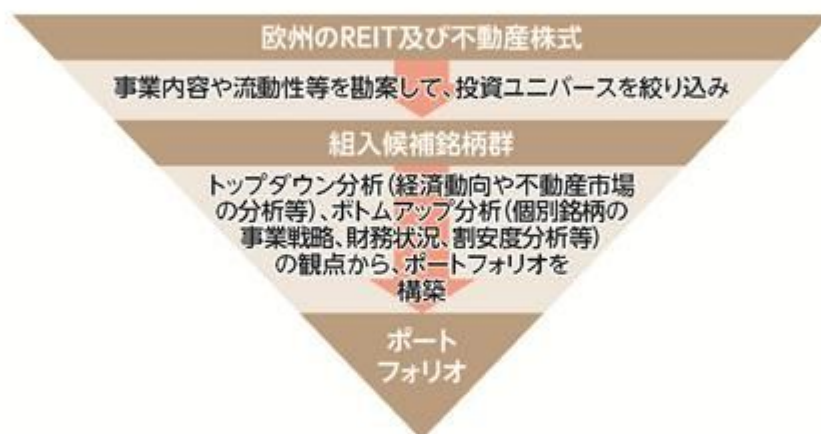 欧州のREIT及び不動産株式
事業内容や流動性等を勘案して、投資ユニバースを絞り込み
組入候補銘柄群
トップダウン分析(経済動向や不動産市場
の分析等)、ボトムアップ分析(個別銘柄の
事業戦略、財務状況、割安度分析等)
の観点から、ポートフォリオを
構築
ポート
フォリオ